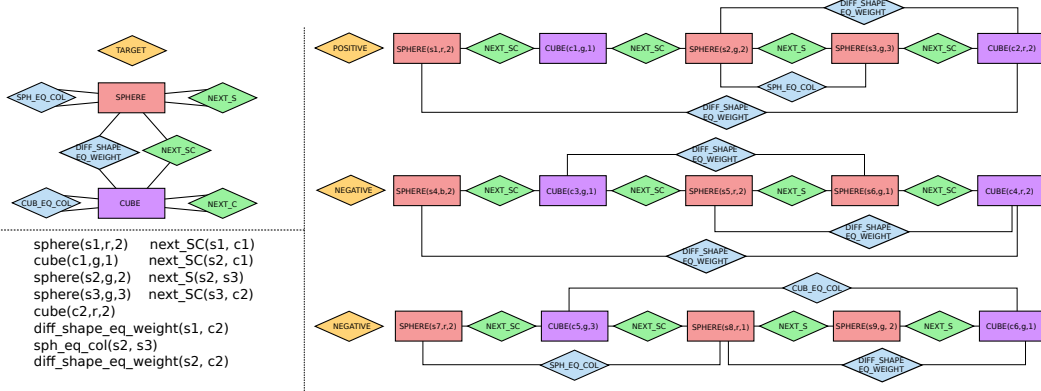 TARGET
SPH_EQ_COL
SPHERE
NEXT_S
DIFF_SHAPE
EQ_WEIGHT
NEXT_SC
CUB_EQ_COL
CUBE
NEXT_C
sphere(s1,r,2) next_SC(s1, c1)
cube(c1,g,1) next_SC(s2, c1)
sphere(s2,g,2) next_S(s2, s3)
sphere(s3,g,3) next_SC(s3, c2)
cube(c2,r,2)
diff_shape_eq_weight(s1, c2)
sph_eq_col(s2, s3)
diff_shape_eq_weight(s2, c2)
DIFF_SHAPE
EQ_WEIGHT
POSITIVE
SPHERE(s1,r,2)
NEXT_SC
CUBE(c1,g,1)
NEXT_SC
SPHERE(s2,g,2)
NEXT_S
SPHERE(s3,g,3)
NEXT_SC
CUBE(c2,r,2)
SPH_EQ_COL
DIFF_SHAPE
EQ_WEIGHT
DIFF_SHAPE
EQ_WEIGHT
NEGATIVE
SPHERE(s4,b,2)
NEXT_SC
CUBE(c3,g,1)
NEXT_SC
SPHERE(s5,r,2)
NEXT_S
SPHERE(s6,g,1)
NEXT_SC
CUBE(c4,r,2)
DIFF_SHAPE
EQ_WEIGHT
DIFF_SHAPE
EQ_WEIGHT
CUB_EQ_COL
NEGATIVE
SPHERE(s7,r,2)
NEXT_SC
CUBE(c5,g,3)
NEXT_SC
SPHERE(s8,r,1)
NEXT_S
SPHERE(s9,g, 2)
NEXT_S
CUBE(c6,g,1)
SPH_EQ_COL
DIFF_SHAPE
EQ_WEIGHT